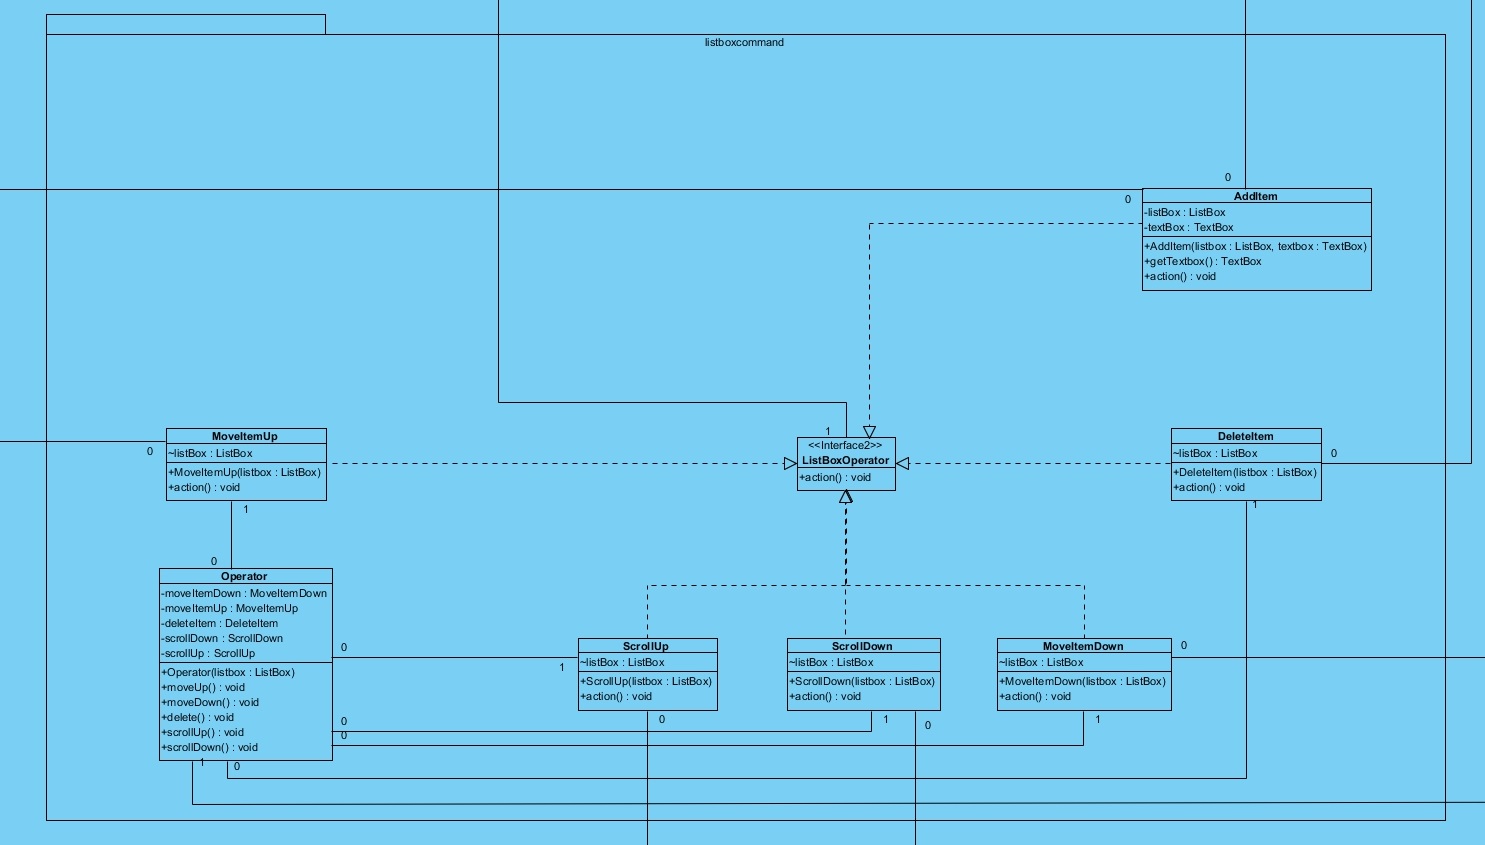 listboxcommand
0
0
AddItem
-listBox : ListBox
-textBox : TextBox
+AddItem(listbox : ListBox, textbox : TextBox)
+getTextbox() : TextBox
+action() : void
1
<<Interface2>>
ListBoxOperator
+action() : void
0
MoveItemUp
~listBox : ListBox
+MoveItemUp(listbox : ListBox)
+action() : void
1
DeleteItem
~listBox : ListBox
+DeleteItem(listbox : ListBox)
+action() : void
0
1
0
Operator
-moveItemDown : MoveItemDown
-moveItemUp : MoveItemUp
-deleteItem : DeleteItem
-scrollDown : ScrollDown
-scrollUp : ScrollUp
+Operator(listbox : ListBox)
+moveUp() : void
+moveDown() : void
+delete() : void
+scrollUp() : void
+scrollDown() : void
0
0
0
1
0
1
ScrollUp
~listBox : ListBox
+ScrollUp(listbox : ListBox)
+action() : void
0
ScrollDown
~listBox : ListBox
+ScrollDown(listbox : ListBox)
+action() : void
1
0
MoveItemDown
~listBox : ListBox
+MoveItemDown(listbox : ListBox)
+action() : void
0
1